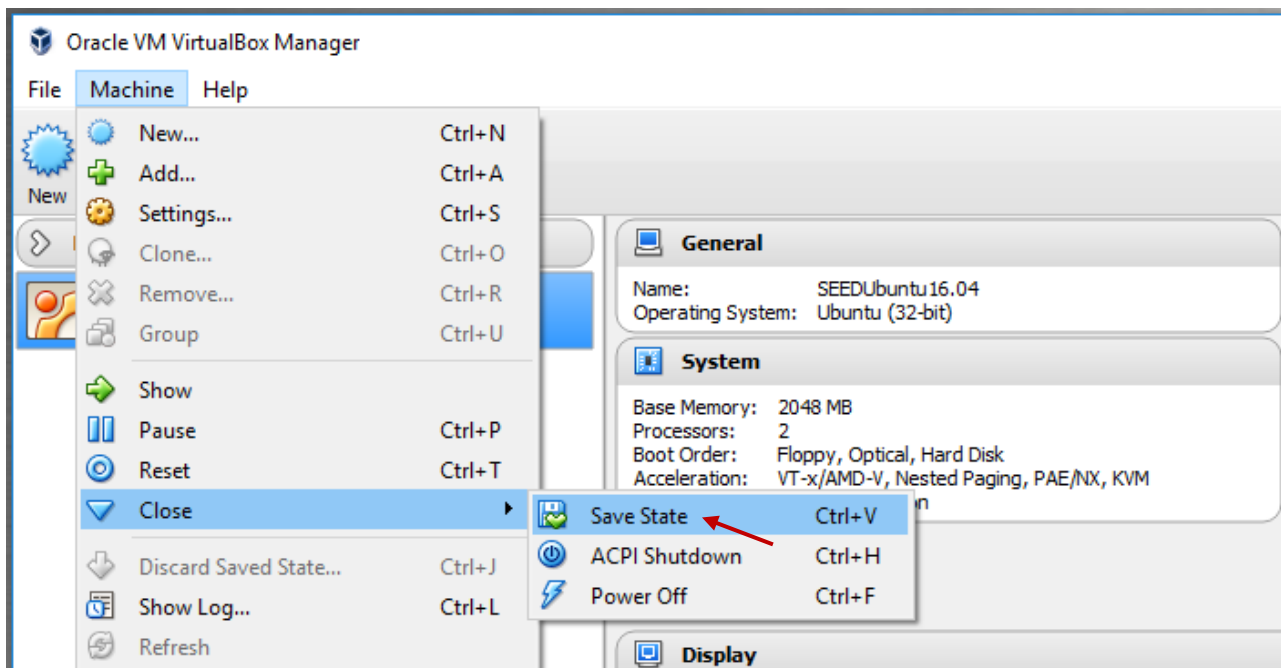 Oracle VM VirtualBox Manager
File Machine Help
New
New... Ctrl+N
Add... Ctrl+A
Settings... Ctrl+S
Clone... Ctrl+O
Remove... Ctrl+R
Group Ctrl+U
Show
Pause Ctrl+P
Reset Ctrl+T
Close
Discard Saved State... Ctrl+J
Show Log... Ctrl+L
Refresh
Save State Ctrl+V
ACPI Shutdown Ctrl+H
Power Off Ctrl+F
General
Name: SEEDUbuntu16.04
Operating System: Ubuntu (32-bit)
System
Base Memory: 2048 MB
Processors: 2
Boot Order: Floppy, Optical, Hard Disk
Acceleration: VT-x/AMD-V, Nested Paging, PAE/NX, KVM
Display